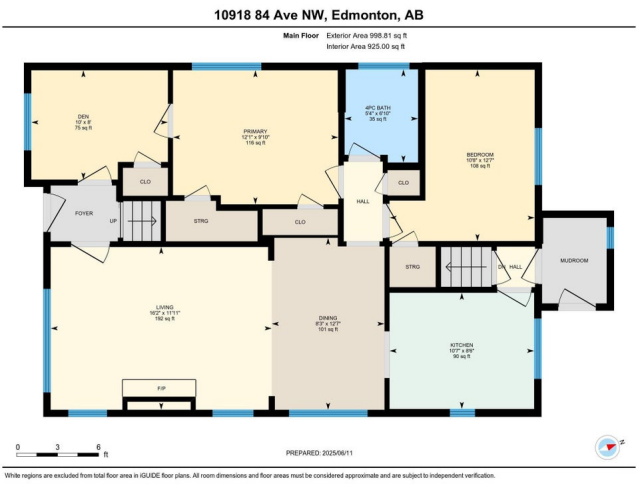 10918 84 Ave NW, Edmonton, AB
Main Floor Exterior Area 998.81 sq ft
Interior Area 925.00 sq ft
DEN
10' x 8'
75 sq ft
PRIMARY
12'1" x 9'10"
116 sq ft
4PC BATH
5'4" x 6'10"
35 sq ft
BEDROOM
10'8" x 12'7"
108 sq ft
CLO
CLO
HALL
FOYER
UP
STRG
CLO
STRG
DN
HALL
MUDROOM
LIVING
16'2" x 11'11"
192 sq ft
DINING
8'3" x 12'7"
101 sq ft
KITCHEN
10'7" x 8'6"
90 sq ft
F/P
0 3 6
ft
PREPARED: 2025/06/11
N
White regions are excluded from total floor area in iGUIDE floor plans. All room dimensions and floor areas must be considered approximate and are subject to independent verification.